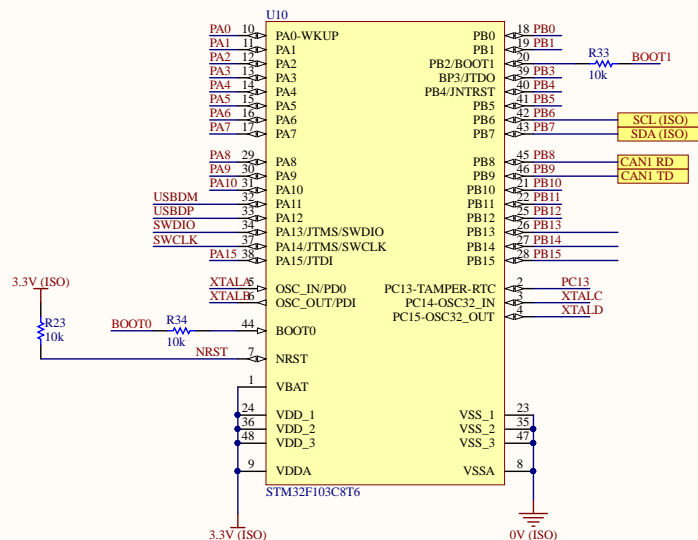 U10
PA0 10 PA0-WKUP PB0 18 PB0
PA1 11 PA1 PB1 19 PB1
PA2 12 PA2 PB2/BOOT1 20 R33 10k BOOT1
PA3 13 PA3 BP3/JTDO 39 PB3
PA4 14 PA4 PB4/JNTRST 40 PB4
PA5 15 PA5 PB5 41 PB5
PA6 16 PA6 PB6 42 PB6 SCL (ISO)
PA7 17 PA7 PB7 43 PB7 SDA (ISO)
PA8 29 PA8 PB8 45 PB8 CAN1 RD
PA9 30 PA9 PB9 46 PB9 CAN1 TD
PA10 31 PA10 PB10 21 PB10
USBDM 32 PA11 PB11 22 PB11
USBDP 33 PA12 PB12 25 PB12
SWDIO 34 PA13/JTMS/SWDIO PB13 26 PB13
SWCLK 37 PA14/JTMS/SWCLK PB14 27 PB14
PA15 38 PA15/JTDI PB15 28 PB15
XTALA 5 OSC_IN/PD0 PC13-TAMPER-RTC 2 PC13
XTALB 6 OSC_OUT/PDI PC14-OSC32_IN 3 XTALC
PC15-OSC32_OUT 4 XTALD
3.3V (ISO)
R23
10k
BOOT0 R34 10k 44 BOOT0
NRST 7 NRST
1 VBAT
24 VDD_1 VSS_1 23
36 VDD_2 VSS_2 35
48 VDD_3 VSS_3 47
9 VDDA VSSA 8
STM32F103C8T6
3.3V (ISO) 0V (ISO)